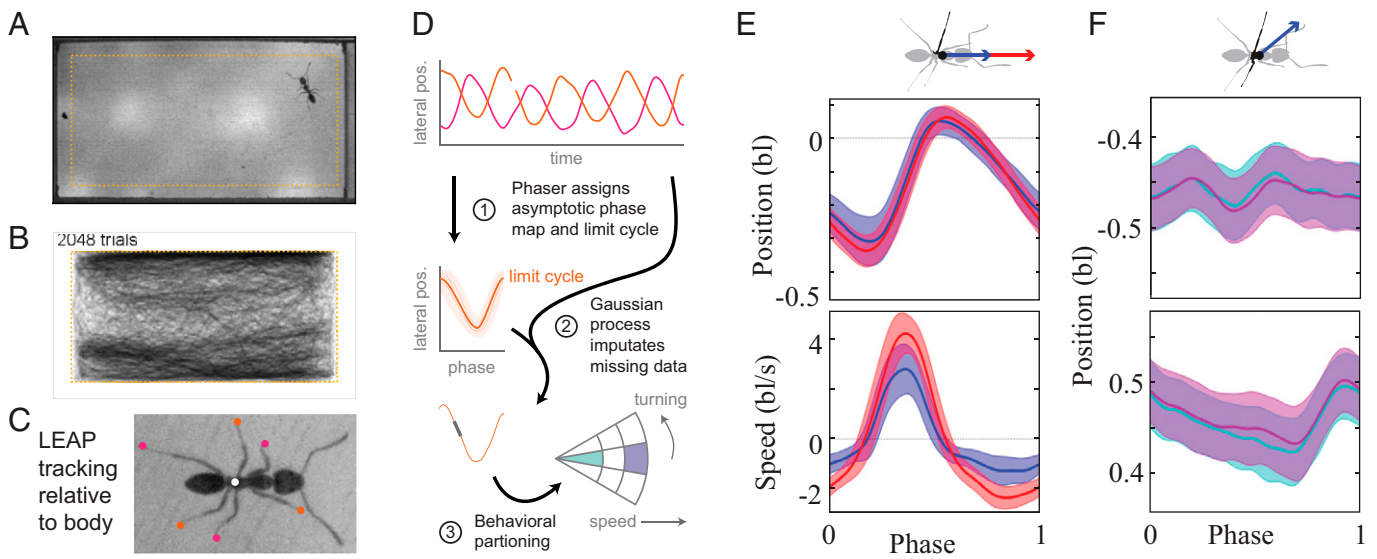 A
B
2048 trials
C
LEAP
tracking
relative
to body
D
lateral pos.
time
1
Phaser assigns
asymptotic phase
map and limit cycle
lateral pos.
limit cycle
phase
2
Gaussian
process
imputates
missing data
turning
speed
3
Behavioral
partioning
E
Position (bl)
0
-0.5
Speed (bl/s)
4
0
-2
0
1
Phase
F
Position (bl)
-0.4
-0.5
0.5
0.4
0
1
Phase